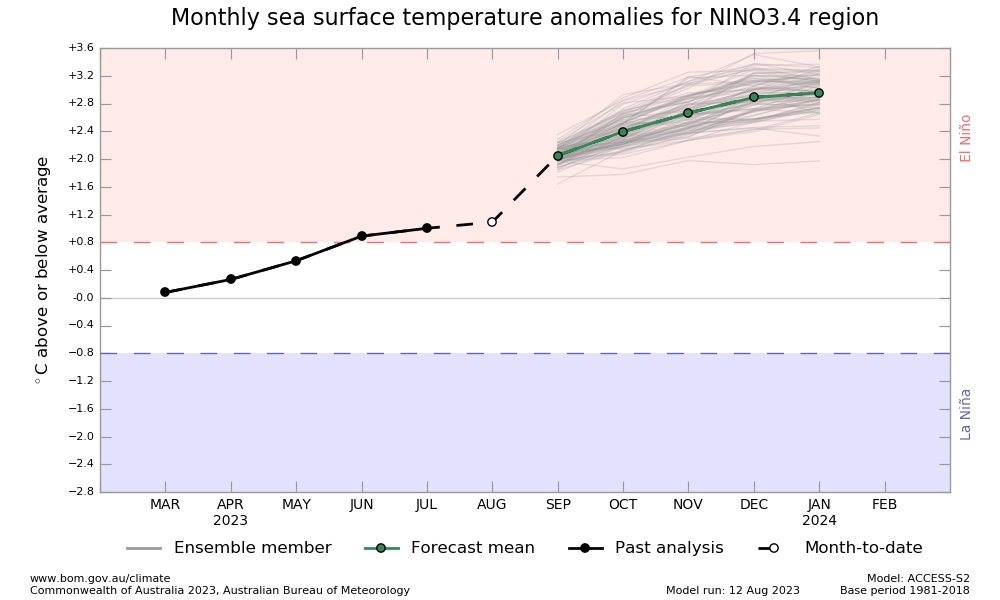 Monthly sea surface temperature anomalies for NINO3.4 region
°C above or below average
+3.6
+3.2
+2.8
+2.4
+2.0
+1.6
+1.2
+0.8
+0.4
-0.0
−0.4
−0.8
−1.2
−1.6
−2.0
−2.4
−2.8
El Niño
La Niña
MAR APR MAY JUN JUL AUG SEP OCT NOV DEC JAN FEB
2023 2024
Ensemble member Forecast mean Past analysis Month-to-date
www.bom.gov.au/climate Model: ACCESS-S2
Commonwealth of Australia 2023, Australian Bureau of Meteorology Model run: 12 Aug 2023 Base period 1981-2018